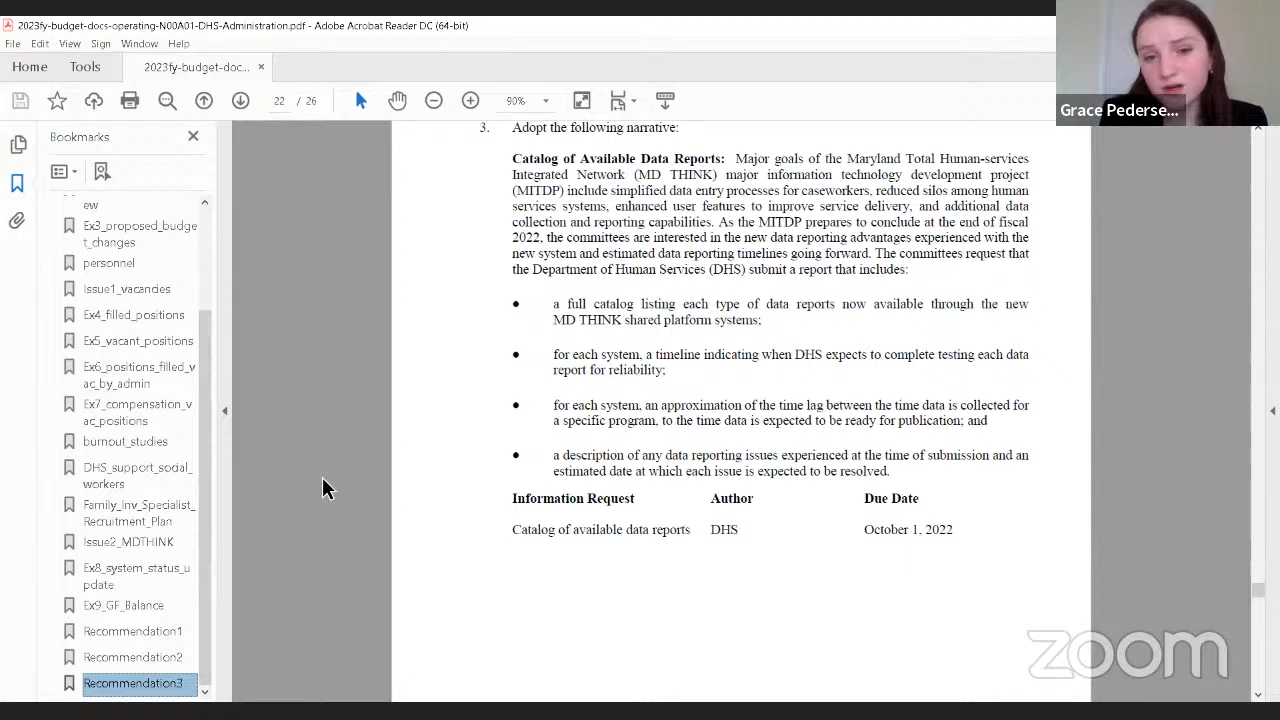 2023fy-budget-docs-operating-N00A01-DHS-Administration.pdf - Adobe Acrobat Reader DC (64-bit)
File Edit View Sign Window Help
Home Tools 2023fy-budget-doc... ×
22 / 26 90%
Grace Pederse...
Bookmarks
ew
Ex3_proposed_budge
t_changes
personnel
Issue1_vacancies
Ex4_filled_positions
Ex5_vacant_positions
Ex6_positions_filled_v
ac_by_admin
Ex7_compensation_v
ac_positions
burnout_studies
DHS_support_social_
workers
Family_Inv_Specialist_
Recruitment_Plan
Issue2_MDTHINK
Ex8_system_status_u
pdate
Ex9_GF_Balance
Recommendation1
Recommendation2
Recommendation3
3. Adopt the following narrative:
Catalog of Available Data Reports: Major goals of the Maryland Total Human-services
Integrated Network (MD THINK) major information technology development project
(MITDP) include simplified data entry processes for caseworkers, reduced silos among human
services systems, enhanced user features to improve service delivery, and additional data
collection and reporting capabilities. As the MITDP prepares to conclude at the end of fiscal
2022, the committees are interested in the new data reporting advantages experienced with the
new system and estimated data reporting timelines going forward. The committees request that
the Department of Human Services (DHS) submit a report that includes:
● a full catalog listing each type of data reports now available through the new
MD THINK shared platform systems;
● for each system, a timeline indicating when DHS expects to complete testing each data
report for reliability;
● for each system, an approximation of the time lag between the time data is collected for
a specific program, to the time data is expected to be ready for publication; and
● a description of any data reporting issues experienced at the time of submission and an
estimated date at which each issue is expected to be resolved.
Information Request Author Due Date
Catalog of available data reports DHS October 1, 2022
zoom